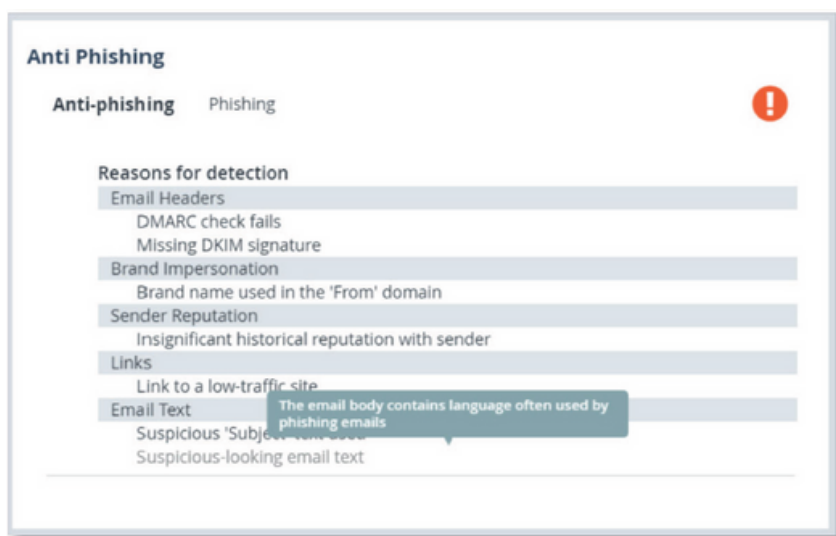 Anti Phishing
Anti-phishing Phishing
Reasons for detection
Email Headers
DMARC check fails
Missing DKIM signature
Brand Impersonation
Brand name used in the 'From' domain
Sender Reputation
Insignificant historical reputation with sender
Links
Link to a low-traffic site
Email Text
The email body contains language often used by
phishing emails
Suspicious 'Subject' text used
Suspicious-looking email text